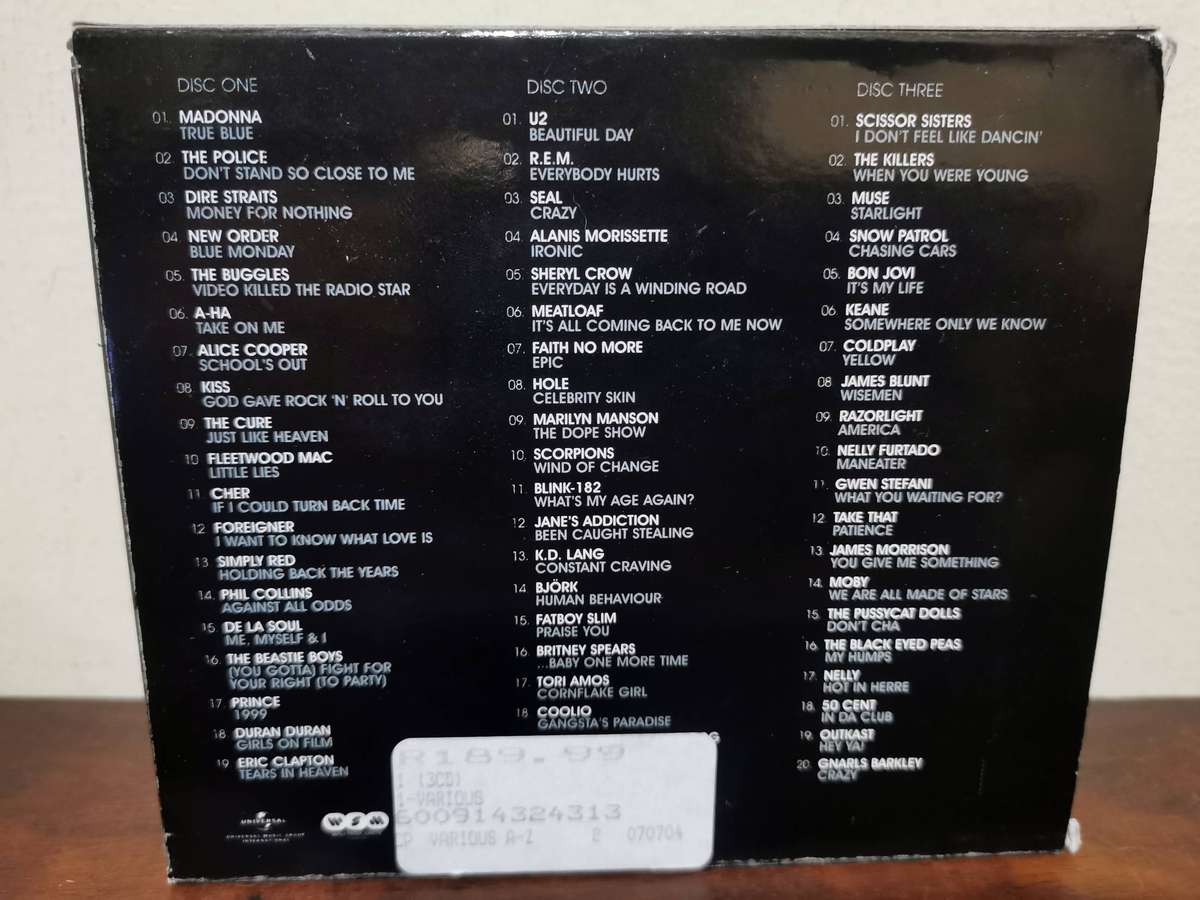 DISC ONE
01. MADONNA
TRUE BLUE
02 THE POLICE
DON'T STAND SO CLOSE TO ME
03 DIRE STRAITS
MONEY FOR NOTHING
04 NEW ORDER
BLUE MONDAY
05. THE BUGGLES
VIDEO KILLED THE RADIO STAR
06. A-HA
TAKE ON ME
07. ALICE COOPER
SCHOOL'S OUT
08. KISS
GOD GAVE ROCK 'N' ROLL TO YOU
09 THE CURE
JUST LIKE HEAVEN
10 FLEETWOOD MAC
LITTLE LIES
11 CHER
IF I COULD TURN BACK TIME
12 FOREIGNER
I WANT TO KNOW WHAT LOVE IS
13 SIMPLY RED
HOLDING BACK THE YEARS
14. PHIL COLLINS
AGAINST ALL ODDS
15 DE LA SOUL
ME, MYSELF & I
16. THE BEASTIE BOYS
(YOU GOTTA) FIGHT FOR
YOUR RIGHT (TO PARTY)
17. PRINCE
1999
18 DURAN DURAN
GIRLS ON FILM
19 ERIC CLAPTON
TEARS IN HEAVEN
DISC TWO
01. U2
BEAUTIFUL DAY
02. R.E.M.
EVERYBODY HURTS
03. SEAL
CRAZY
04. ALANIS MORISSETTE
IRONIC
05. SHERYL CROW
EVERYDAY IS A WINDING ROAD
06. MEATLOAF
IT'S ALL COMING BACK TO ME NOW
07. FAITH NO MORE
EPIC
08. HOLE
CELEBRITY SKIN
09. MARILYN MANSON
THE DOPE SHOW
10. SCORPIONS
WIND OF CHANGE
11. BLINK-182
WHAT'S MY AGE AGAIN?
12. JANE'S ADDICTION
BEEN CAUGHT STEALING
13. K.D. LANG
CONSTANT CRAVING
14. BJÖRK
HUMAN BEHAVIOUR
15. FATBOY SLIM
PRAISE YOU
16. BRITNEY SPEARS
...BABY ONE MORE TIME
17. TORI AMOS
CORNFLAKE GIRL
18 COOLIO
GANGSTA'S PARADISE
DISC THREE
01. SCISSOR SISTERS
I DON'T FEEL LIKE DANCIN'
02. THE KILLERS
WHEN YOU WERE YOUNG
03. MUSE
STARLIGHT
04. SNOW PATROL
CHASING CARS
05. BON JOVI
IT'S MY LIFE
06. KEANE
SOMEWHERE ONLY WE KNOW
07. COLDPLAY
YELLOW
08 JAMES BLUNT
WISEMEN
09. RAZORLIGHT
AMERICA
10. NELLY FURTADO
MANEATER
11. GWEN STEFANI
WHAT YOU WAITING FOR?
12. TAKE THAT
PATIENCE
13. JAMES MORRISON
YOU GIVE ME SOMETHING
14. MOBY
WE ARE ALL MADE OF STARS
15. THE PUSSYCAT DOLLS
DON'T CHA
16. THE BLACK EYED PEAS
MY HUMPS
17. NELLY
HOT IN HERRE
18. 50 CENT
IN DA CLUB
19. OUTKAST
HEY YA!
20. GNARLS BARKLEY
CRAZY
R189.99
1 (3CD)
1-VARIOUS
600914324313
CP VARIOUS A-Z 2 070704
UNIVERSAL
UNIVERSAL MUSIC GROUP
INTERNATIONAL
WSM